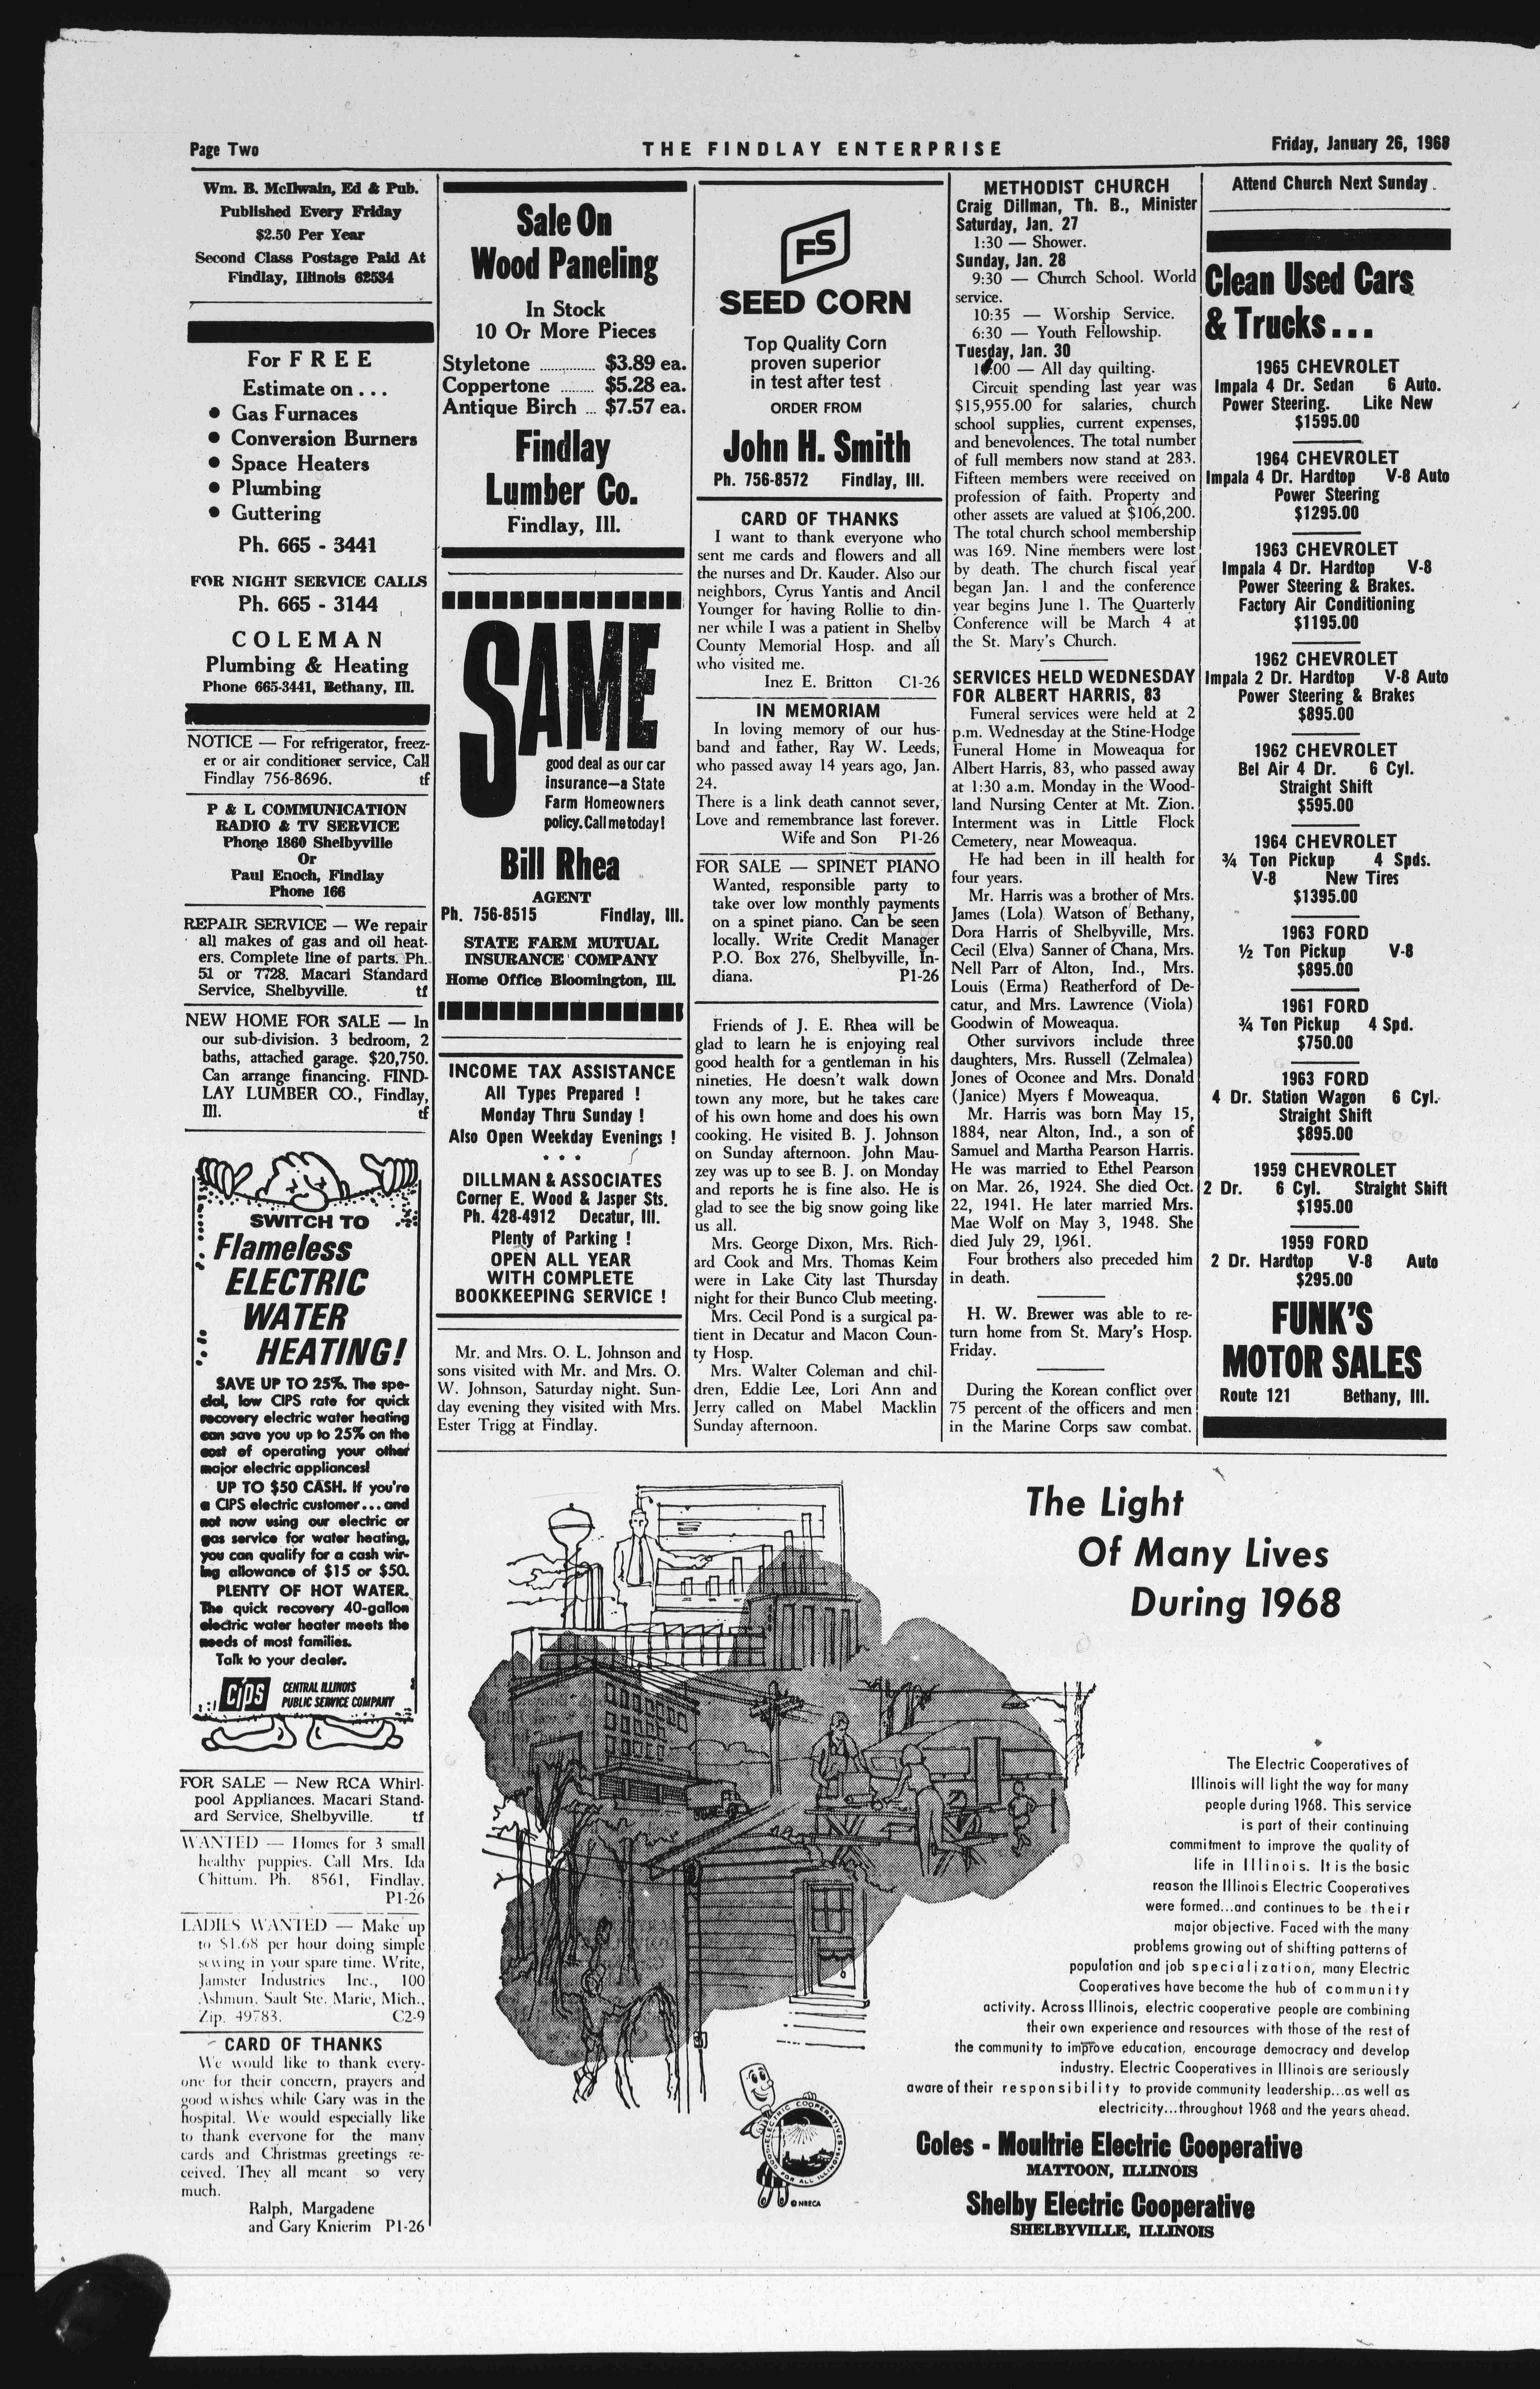 Page Two
THE FINDLAY ENTERPRISE
Friday, January 26, 1968
Wm. B. McIlwain, Ed & Pub.
Published Every Friday
$2.50 Per Year
Second Class Postage Paid At
Findlay, Illinois 62534
For FREE
Estimate on . . .
● Gas Furnaces
● Conversion Burners
● Space Heaters
● Plumbing
● Guttering
Ph. 665 - 3441
FOR NIGHT SERVICE CALLS
Ph. 665 - 3144
COLEMAN
Plumbing & Heating
Phone 665-3441, Bethany, Ill.
NOTICE — For refrigerator, freez-
er or air conditioner service, Call
Findlay 756-8696. tf
P & L COMMUNICATION
RADIO & TV SERVICE
Phone 1860 Shelbyville
Or
Paul Enoch, Findlay
Phone 166
REPAIR SERVICE — We repair
all makes of gas and oil heat-
ers. Complete line of parts. Ph.
51 or 7728. Macari Standard
Service, Shelbyville. tf
NEW HOME FOR SALE — In
our sub-division. 3 bedroom, 2
baths, attached garage. $20,750.
Can arrange financing. FIND-
LAY LUMBER CO., Findlay,
Ill. tf
SWITCH TO
Flameless
ELECTRIC
WATER
HEATING!
SAVE UP TO 25%. The spe-
cial, low CIPS rate for quick
recovery electric water heating
can save you up to 25% on the
cost of operating your other
major electric appliances!
UP TO $50 CASH. If you're
a CIPS electric customer...and
not now using our electric or
gas service for water heating,
you can qualify for a cash wir-
ing allowance of $15 or $50.
PLENTY OF HOT WATER.
The quick recovery 40-gallon
electric water heater meets the
needs of most families.
Talk to your dealer.
CIPS
CENTRAL ILLINOIS
PUBLIC SERVICE COMPANY
FOR SALE — New RCA Whirl-
pool Appliances. Macari Stand-
ard Service, Shelbyville. tf
WANTED — Homes for 3 small
healthy puppies. Call Mrs. Ida
Chittum. Ph. 8561, Findlay.
P1-26
LADIES WANTED — Make up
to $1.68 per hour doing simple
sewing in your spare time. Write,
Jamster Industries Inc., 100
Ashmun, Sault Ste. Marie, Mich.,
Zip. 49783. C2-9
CARD OF THANKS
We would like to thank every-
one for their concern, prayers and
good wishes while Gary was in the
hospital. We would especially like
to thank everyone for the many
cards and Christmas greetings re-
ceived. They all meant so very
much.
Ralph, Margadene
and Gary Knierim P1-26
Sale On
Wood Paneling
In Stock
10 Or More Pieces
Styletone .............. $3.89 ea.
Coppertone ........ $5.28 ea.
Antique Birch ... $7.57 ea.
Findlay
Lumber Co.
Findlay, Ill.
SAME
good deal as our car
insurance—a State
Farm Homeowners
policy. Call me today!
Bill Rhea
AGENT
Ph. 756-8515 Findlay, Ill.
STATE FARM MUTUAL
INSURANCE COMPANY
Home Office Bloomington, Ill.
INCOME TAX ASSISTANCE
All Types Prepared !
Monday Thru Sunday !
Also Open Weekday Evenings !
• • •
DILLMAN & ASSOCIATES
Corner E. Wood & Jasper Sts.
Ph. 428-4912 Decatur, Ill.
Plenty of Parking !
OPEN ALL YEAR
WITH COMPLETE
BOOKKEEPING SERVICE !
Mr. and Mrs. O. L. Johnson and
sons visited with Mr. and Mrs. O.
W. Johnson, Saturday night. Sun-
day evening they visited with Mrs.
Ester Trigg at Findlay.
FS
SEED CORN
Top Quality Corn
proven superior
in test after test
ORDER FROM
John H. Smith
Ph. 756-8572 Findlay, Ill.
CARD OF THANKS
I want to thank everyone who
sent me cards and flowers and all
the nurses and Dr. Kauder. Also our
neighbors, Cyrus Yantis and Ancil
Younger for having Rollie to din-
ner while I was a patient in Shelby
County Memorial Hosp. and all
who visited me.
Inez E. Britton C1-26
IN MEMORIAM
In loving memory of our hus-
band and father, Ray W. Leeds,
who passed away 14 years ago, Jan.
24.
There is a link death cannot sever,
Love and remembrance last forever.
Wife and Son P1-26
FOR SALE — SPINET PIANO
Wanted, responsible party to
take over low monthly payments
on a spinet piano. Can be seen
locally. Write Credit Manager
P.O. Box 276, Shelbyville, In-
diana. P1-26
Friends of J. E. Rhea will be
glad to learn he is enjoying real
good health for a gentleman in his
nineties. He doesn't walk down
town any more, but he takes care
of his own home and does his own
cooking. He visited B. J. Johnson
on Sunday afternoon. John Mau-
zey was up to see B. J. on Monday
and reports he is fine also. He is
glad to see the big snow going like
us all.
Mrs. George Dixon, Mrs. Rich-
ard Cook and Mrs. Thomas Keim
were in Lake City last Thursday
night for their Bunco Club meeting.
Mrs. Cecil Pond is a surgical pa-
tient in Decatur and Macon Coun-
ty Hosp.
Mrs. Walter Coleman and chil-
dren, Eddie Lee, Lori Ann and
Jerry called on Mabel Macklin
Sunday afternoon.
METHODIST CHURCH
Craig Dillman, Th. B., Minister
Saturday, Jan. 27
1:30 — Shower.
Sunday, Jan. 28
9:30 — Church School. World
service.
10:35 — Worship Service.
6:30 — Youth Fellowship.
Tuesday, Jan. 30
10:00 — All day quilting.
Circuit spending last year was
$15,955.00 for salaries, church
school supplies, current expenses,
and benevolences. The total number
of full members now stand at 283.
Fifteen members were received on
profession of faith. Property and
other assets are valued at $106,200.
The total church school membership
was 169. Nine members were lost
by death. The church fiscal year
began Jan. 1 and the conference
year begins June 1. The Quarterly
Conference will be March 4 at
the St. Mary's Church.
SERVICES HELD WEDNESDAY
FOR ALBERT HARRIS, 83
Funeral services were held at 2
p.m. Wednesday at the Stine-Hodge
Funeral Home in Moweaqua for
Albert Harris, 83, who passed away
at 1:30 a.m. Monday in the Wood-
land Nursing Center at Mt. Zion.
Interment was in Little Flock
Cemetery, near Moweaqua.
He had been in ill health for
four years.
Mr. Harris was a brother of Mrs.
James (Lola) Watson of Bethany,
Dora Harris of Shelbyville, Mrs.
Cecil (Elva) Sanner of Chana, Mrs.
Nell Parr of Alton, Ind., Mrs.
Louis (Erma) Reatherford of De-
catur, and Mrs. Lawrence (Viola)
Goodwin of Moweaqua.
Other survivors include three
daughters, Mrs. Russell (Zelmalea)
Jones of Oconee and Mrs. Donald
(Janice) Myers f Moweaqua.
Mr. Harris was born May 15,
1884, near Alton, Ind., a son of
Samuel and Martha Pearson Harris.
He was married to Ethel Pearson
on Mar. 26, 1924. She died Oct.
22, 1941. He later married Mrs.
Mae Wolf on May 3, 1948. She
died July 29, 1961.
Four brothers also preceded him
in death.
H. W. Brewer was able to re-
turn home from St. Mary's Hosp.
Friday.
During the Korean conflict over
75 percent of the officers and men
in the Marine Corps saw combat.
Attend Church Next Sunday.
Clean Used Cars
& Trucks...
1965 CHEVROLET
Impala 4 Dr. Sedan 6 Auto.
Power Steering. Like New
$1595.00
1964 CHEVROLET
Impala 4 Dr. Hardtop V-8 Auto
Power Steering
$1295.00
1963 CHEVROLET
Impala 4 Dr. Hardtop V-8
Power Steering & Brakes.
Factory Air Conditioning
$1195.00
1962 CHEVROLET
Impala 2 Dr. Hardtop V-8 Auto
Power Steering & Brakes
$895.00
1962 CHEVROLET
Bel Air 4 Dr. 6 Cyl.
Straight Shift
$595.00
1964 CHEVROLET
¾ Ton Pickup 4 Spds.
V-8 New Tires
$1395.00
1963 FORD
½ Ton Pickup V-8
$895.00
1961 FORD
¾ Ton Pickup 4 Spd.
$750.00
1963 FORD
4 Dr. Station Wagon 6 Cyl.
Straight Shift
$895.00
1959 CHEVROLET
2 Dr. 6 Cyl. Straight Shift
$195.00
1959 FORD
2 Dr. Hardtop V-8 Auto
$295.00
FUNK'S
MOTOR SALES
Route 121 Bethany, Ill.
The Light
Of Many Lives
During 1968
The Electric Cooperatives of
Illinois will light the way for many
people during 1968. This service
is part of their continuing
commitment to improve the quality of
life in Illinois. It is the basic
reason the Illinois Electric Cooperatives
were formed...and continues to be their
major objective. Faced with the many
problems growing out of shifting patterns of
population and job specialization, many Electric
Cooperatives have become the hub of community
activity. Across Illinois, electric cooperative people are combining
their own experience and resources with those of the rest of
the community to improve education, encourage democracy and develop
industry. Electric Cooperatives in Illinois are seriously
aware of their responsibility to provide community leadership...as well as
electricity...throughout 1968 and the years ahead.
ELECTRIC COOPERATIVES
GOOD FOR ALL ILLINOIS
© NRECA
Coles - Moultrie Electric Cooperative
MATTOON, ILLINOIS
Shelby Electric Cooperative
SHELBYVILLE, ILLINOIS